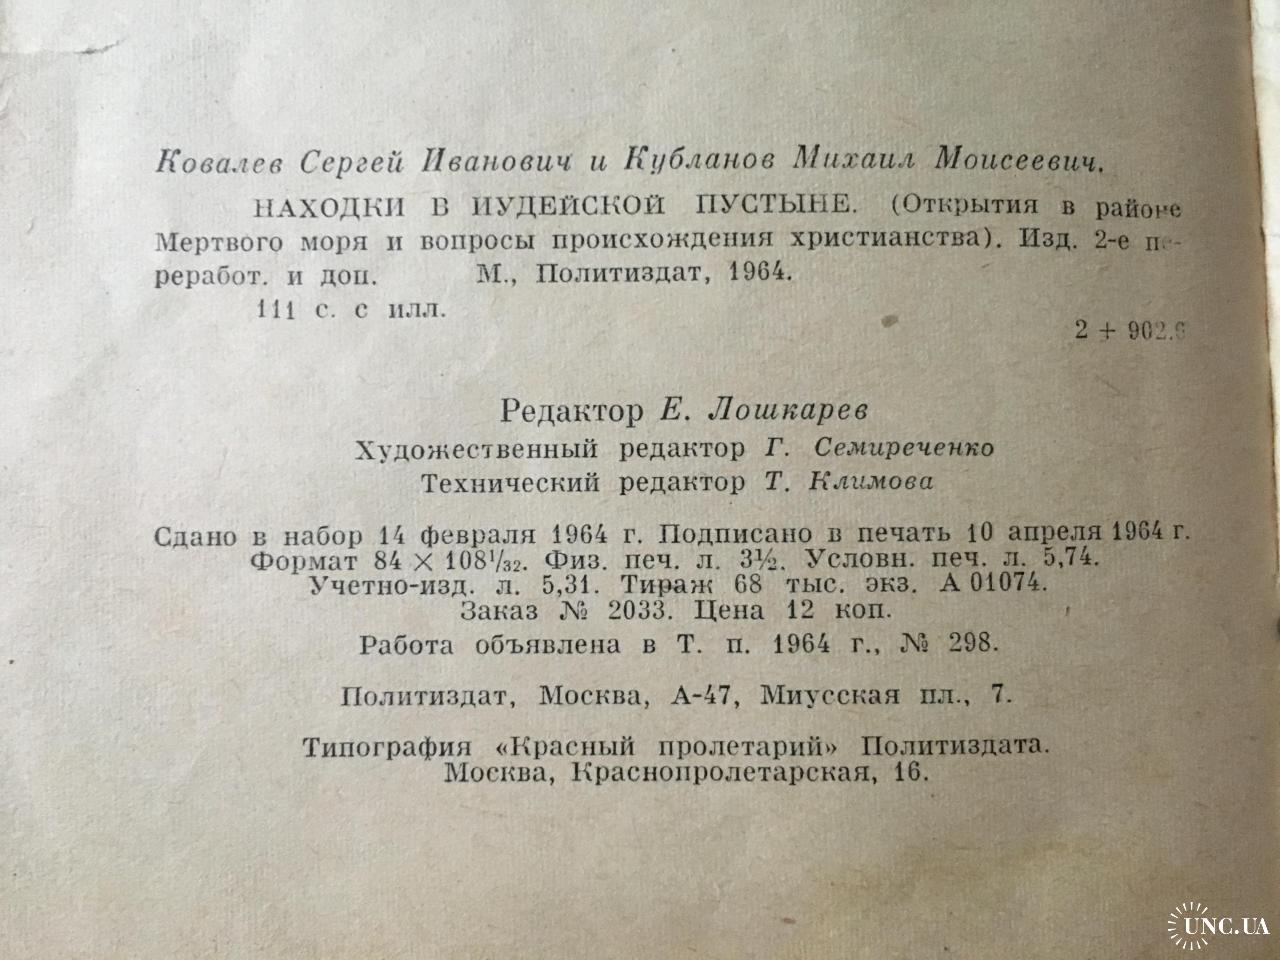 Ковалев Сергей Иванович и Кубланов Михаил Моисеевич.
НАХОДКИ В ИУДЕЙСКОЙ ПУСТЫНЕ. (Открытия в районе
Мертвого моря и вопросы происхождения христианства). Изд. 2-е пе-
реработ. и доп. М., Политиздат, 1964.
111 с. с илл.
2 + 902.6
Редактор Е. Лошкарев
Художественный редактор Г. Семиреченко
Технический редактор Т. Климова
Сдано в набор 14 февраля 1964 г. Подписано в печать 10 апреля 1964 г.
Формат 84 × 108 1/32. Физ. печ. л. 3½. Условн. печ. л. 5,74.
Учетно-изд. л. 5,31. Тираж 68 тыс. экз. А 01074.
Заказ № 2033. Цена 12 коп.
Работа объявлена в Т. п. 1964 г., № 298.
Политиздат, Москва, А-47, Миусская пл., 7.
Типография «Красный пролетарий» Политиздата.
Москва, Краснопролетарская, 16.
UNC.UA